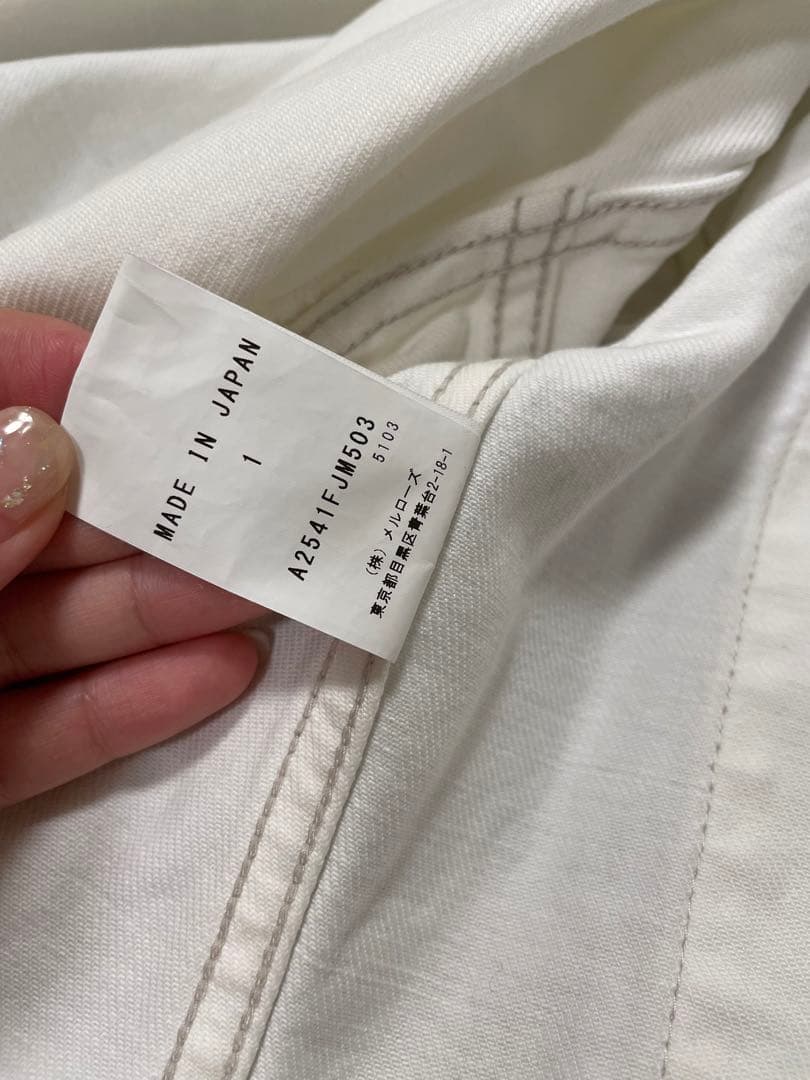 MADE IN JAPAN
1
A2541FJM503
5103
(株) メルローズ
東京都目黒区青葉台2-18-1